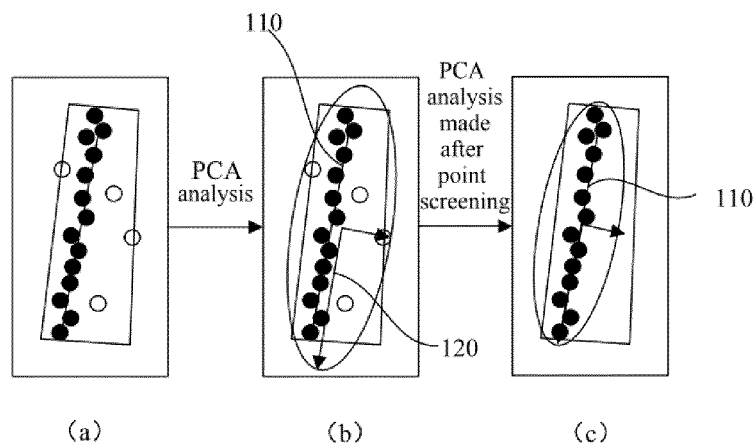 110
PCA
analysis
120
PCA
analysis
made
after
point
screening
110
(a)
(b)
(c)